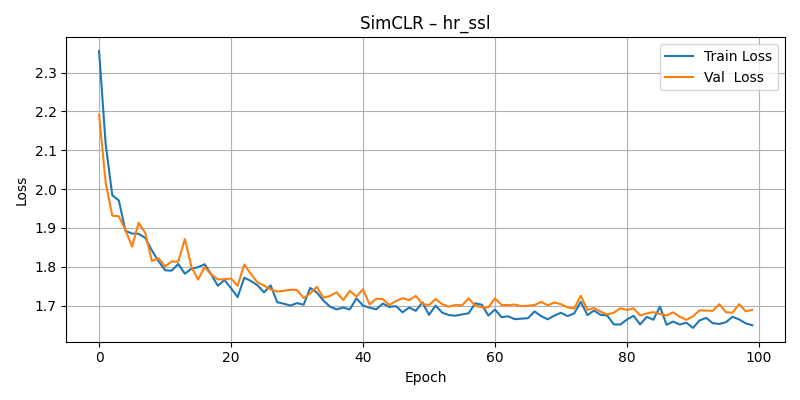 SimCLR – hr_ssl
Train Loss
Val  Loss
2.3
2.2
2.1
2.0
1.9
1.8
1.7
Loss
0
20
40
60
80
100
Epoch